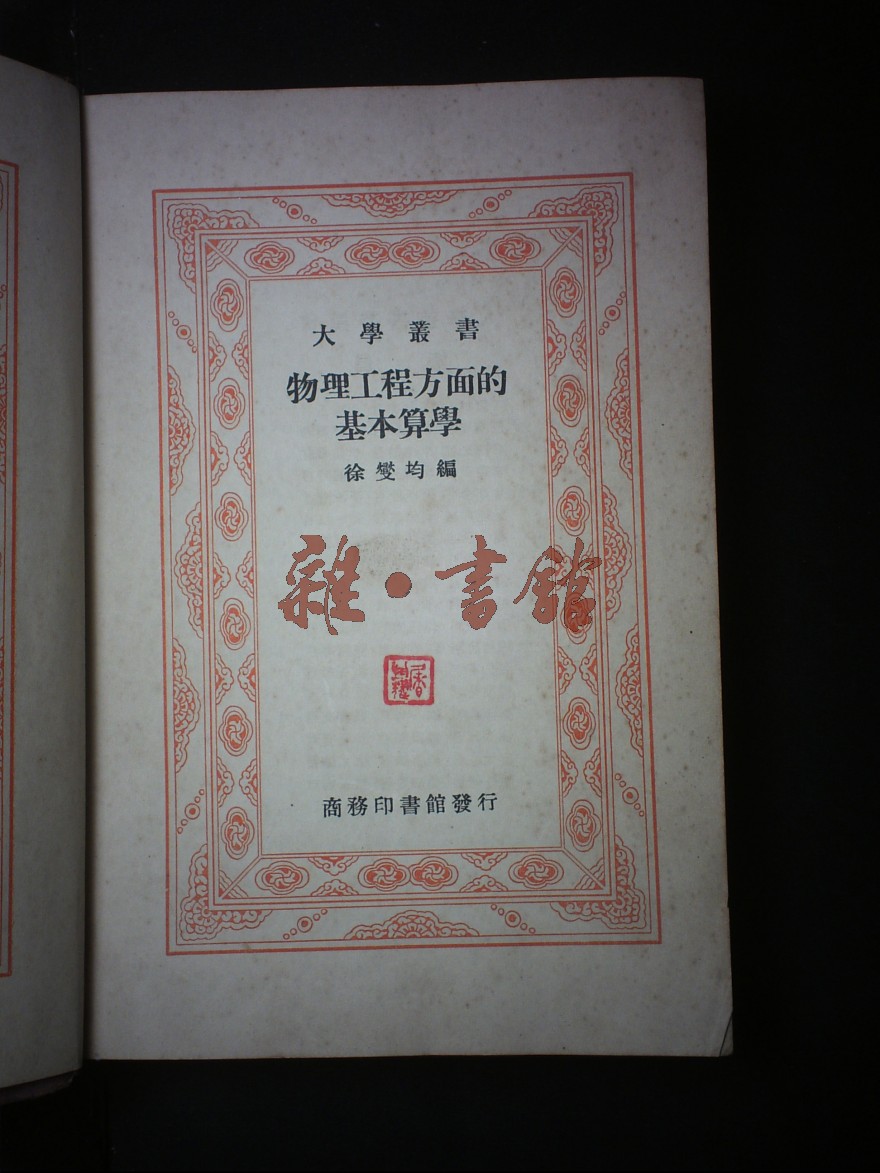 大學叢書
物理工程方面的
基本算學
徐燮均編
雜·書館
商務印書館發行